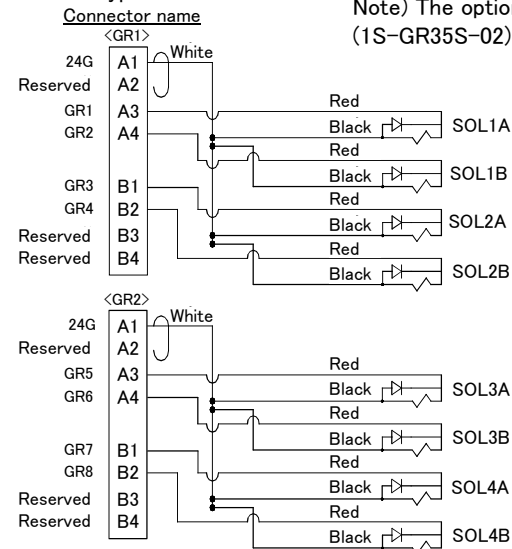 Connector name
Note) The option
(1S-GR35S-02)
<GR1>
24G A1 White
Reserved A2
GR1 A3 Red
Black SOL1A
GR2 A4 Red
Black SOL1B
GR3 B1 Red
Black SOL2A
GR4 B2 Red
Reserved B3
Reserved B4 Black SOL2B
<GR2>
24G A1 White
Reserved A2
GR5 A3 Red
Black SOL3A
GR6 A4 Red
Black SOL3B
GR7 B1 Red
GR8 B2 Black SOL4A
Reserved B3 Red
Reserved B4 Black SOL4B